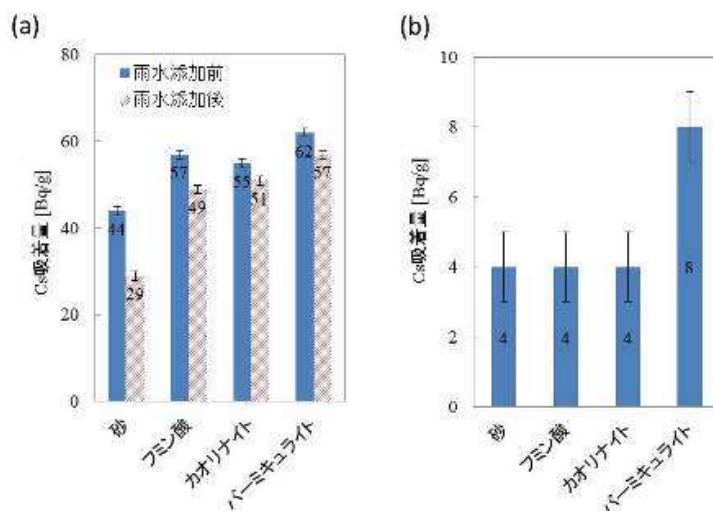 (a)
Cs吸着量 [Bq/g]
80
60
40
20
0
雨水添加前
雨水添加後
44
29
57
49
55
51
62
57
砂
フミン酸
カオリナイト
バーミキュライト
(b)
Cs吸着量 [Bq/g]
10
8
6
4
2
0
4
4
4
8
砂
フミン酸
カオリナイト
バーミキュライト